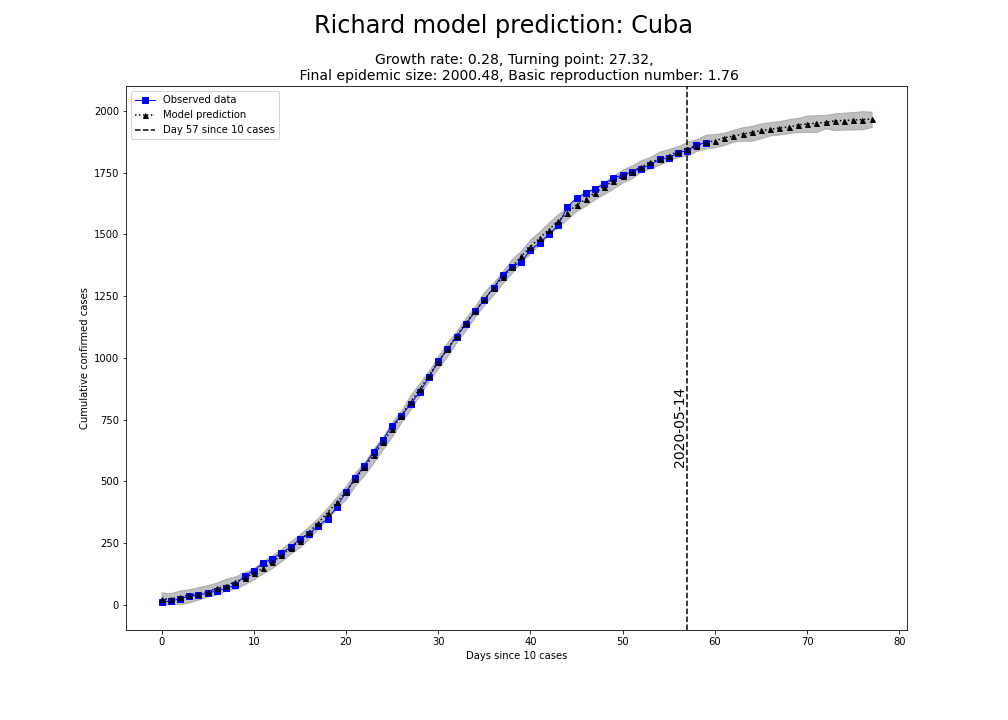 Richard model prediction: Cuba
Growth rate: 0.28, Turning point: 27.32,
Final epidemic size: 2000.48, Basic reproduction number: 1.76
Observed data
Model prediction
Day 57 since 10 cases
2000
1750
1500
1250
1000
750
500
250
0
Cumulative confirmed cases
2020-05-14
0 10 20 30 40 50 60 70 80
Days since 10 cases